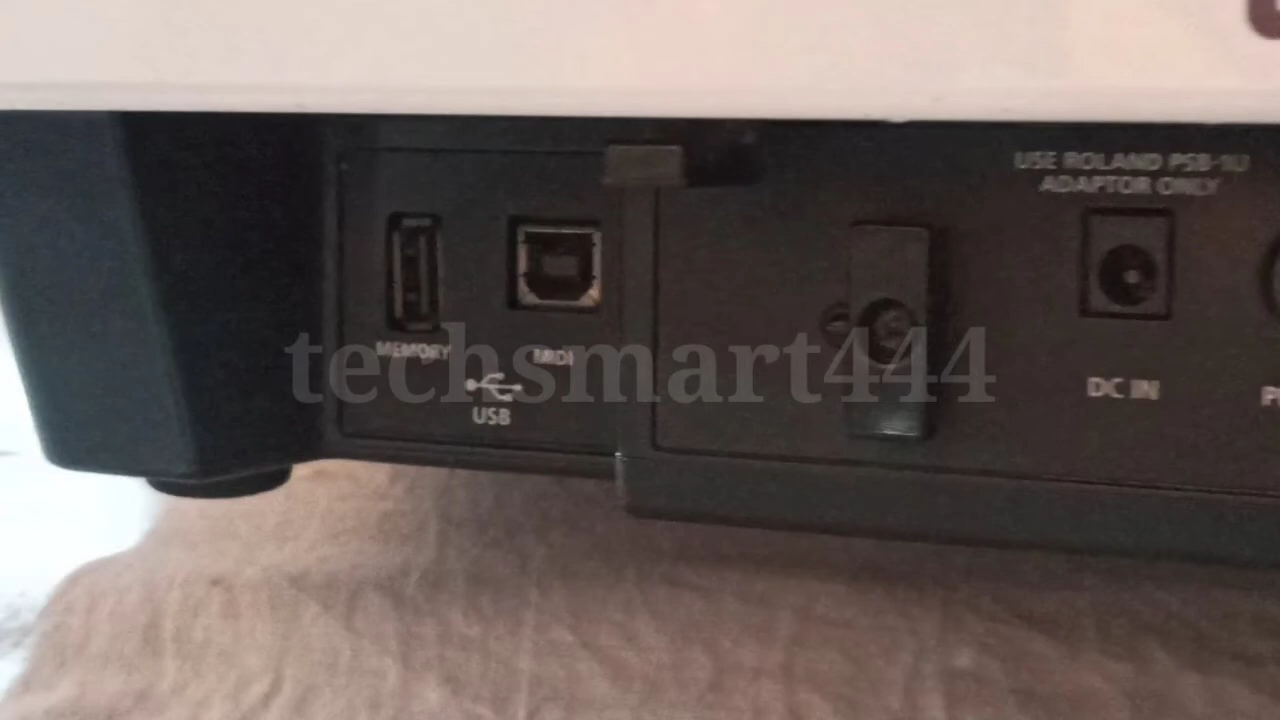 USE ROLAND PSB-1U
ADAPTOR ONLY
MEMORY
MIDI
USB
DC IN
techsmart444